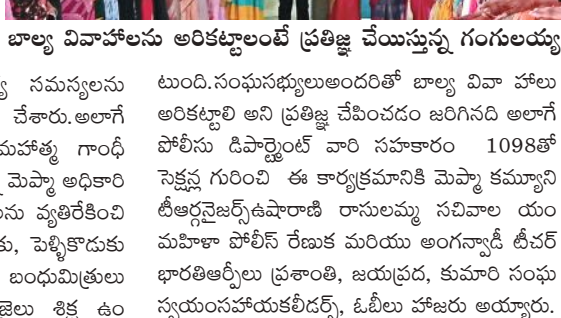 బాల్య వివాహాలను అరికట్టాలంటే ప్రతిజ్ఞ చేయిస్తున్న గంగులయ్య
సమస్యలను
చేశారు.అలాగే
మహాత్మ గాంధీ
మెప్మా అధికారి
ను వ్యతిరేకించి
కు, పెళ్ళికొడుకు
బంధుమిత్రులు
జైలు శిక్ష ఉం
టుంది.సంఘసభ్యులుఅందరితో బాల్య వివా హాలు
అరికట్టాలి అని ప్రతిజ్ఞ చేపించడం జరిగినది అలాగే
పోలీసు డిపార్ట్మెంట్ వారి సహకారం 1098తో
సెక్షన్ల గురించి ఈ కార్యక్రమానికి మెప్మా కమ్యూని
టీఆర్గనైజర్స్ఉషారాణి రాసులమ్మ సచివాల యం
మహిళా పోలీస్ రేణుక మరియు అంగన్వాడీ టీచర్
భారతిఆర్పీలు ప్రశాంతి, జయప్రద, కుమారి సంఘ
స్వయంసహాయకలీడర్స్, ఓబీలు హాజరు అయ్యారు.